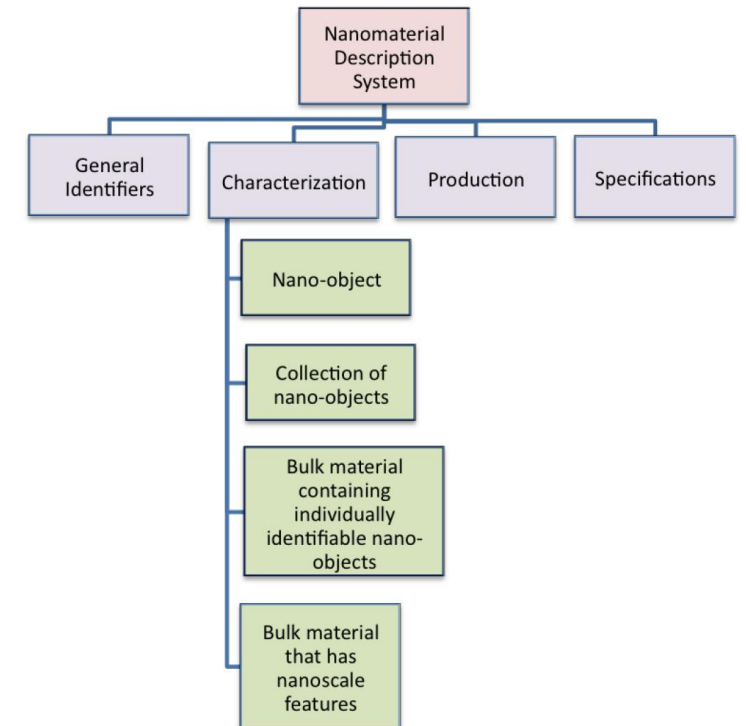 Nanomaterial
Description
System
General
Identifiers
Characterization
Production
Specifications
Nano-object
Collection of
nano-objects
Bulk material
containing
individually
identifiable nano-
objects
Bulk material
that has
nanoscale
features